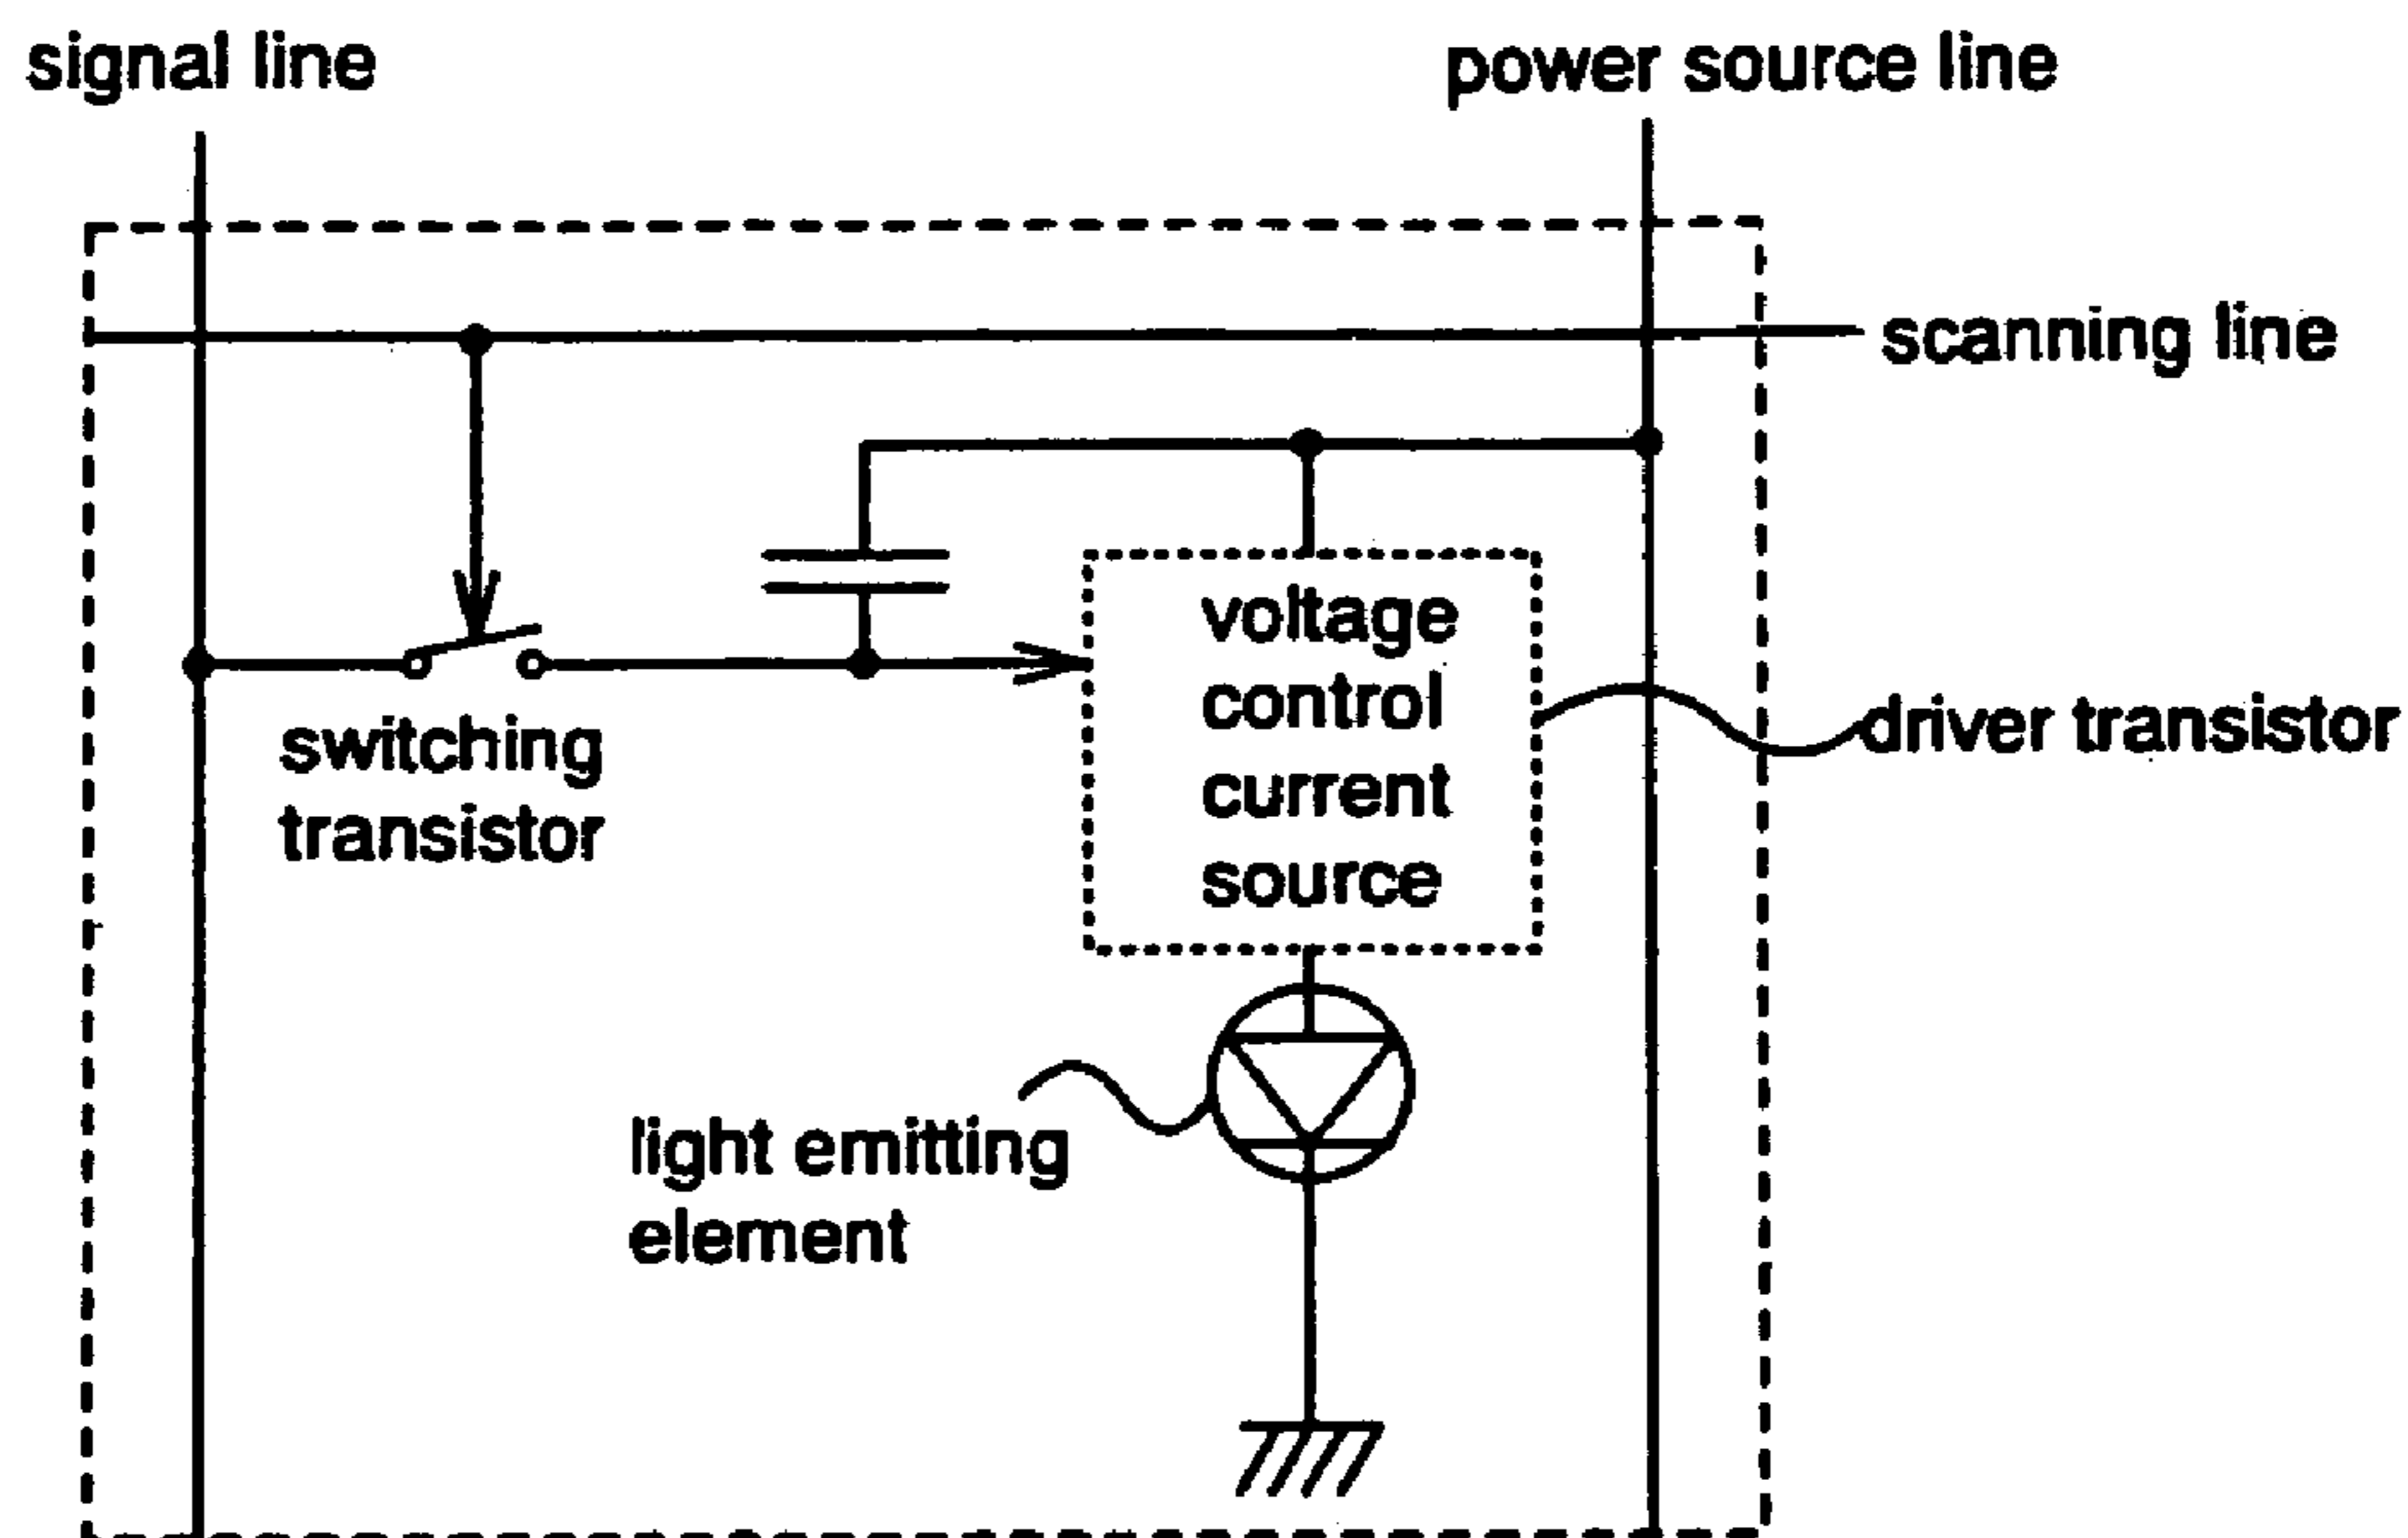 signal line
power source line
scanning line
voltage
control
current
source
driver transistor
switching
transistor
light emitting
element